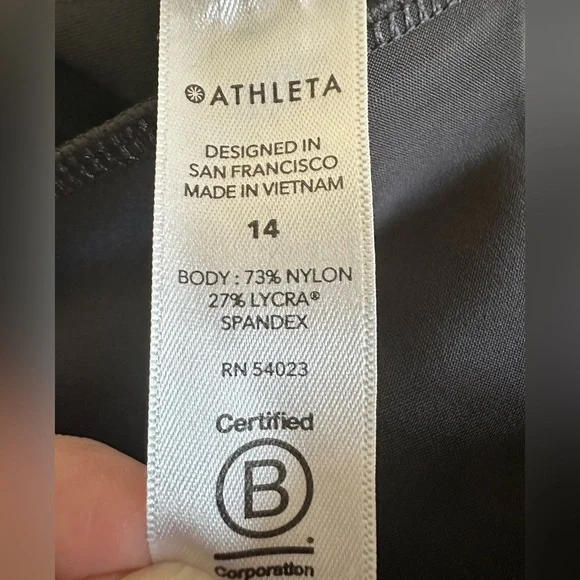 ATHLETA
DESIGNED IN
SAN FRANCISCO
MADE IN VIETNAM
14
BODY : 73% NYLON
27% LYCRA®
SPANDEX
RN 54023
Certified
B
Corporation